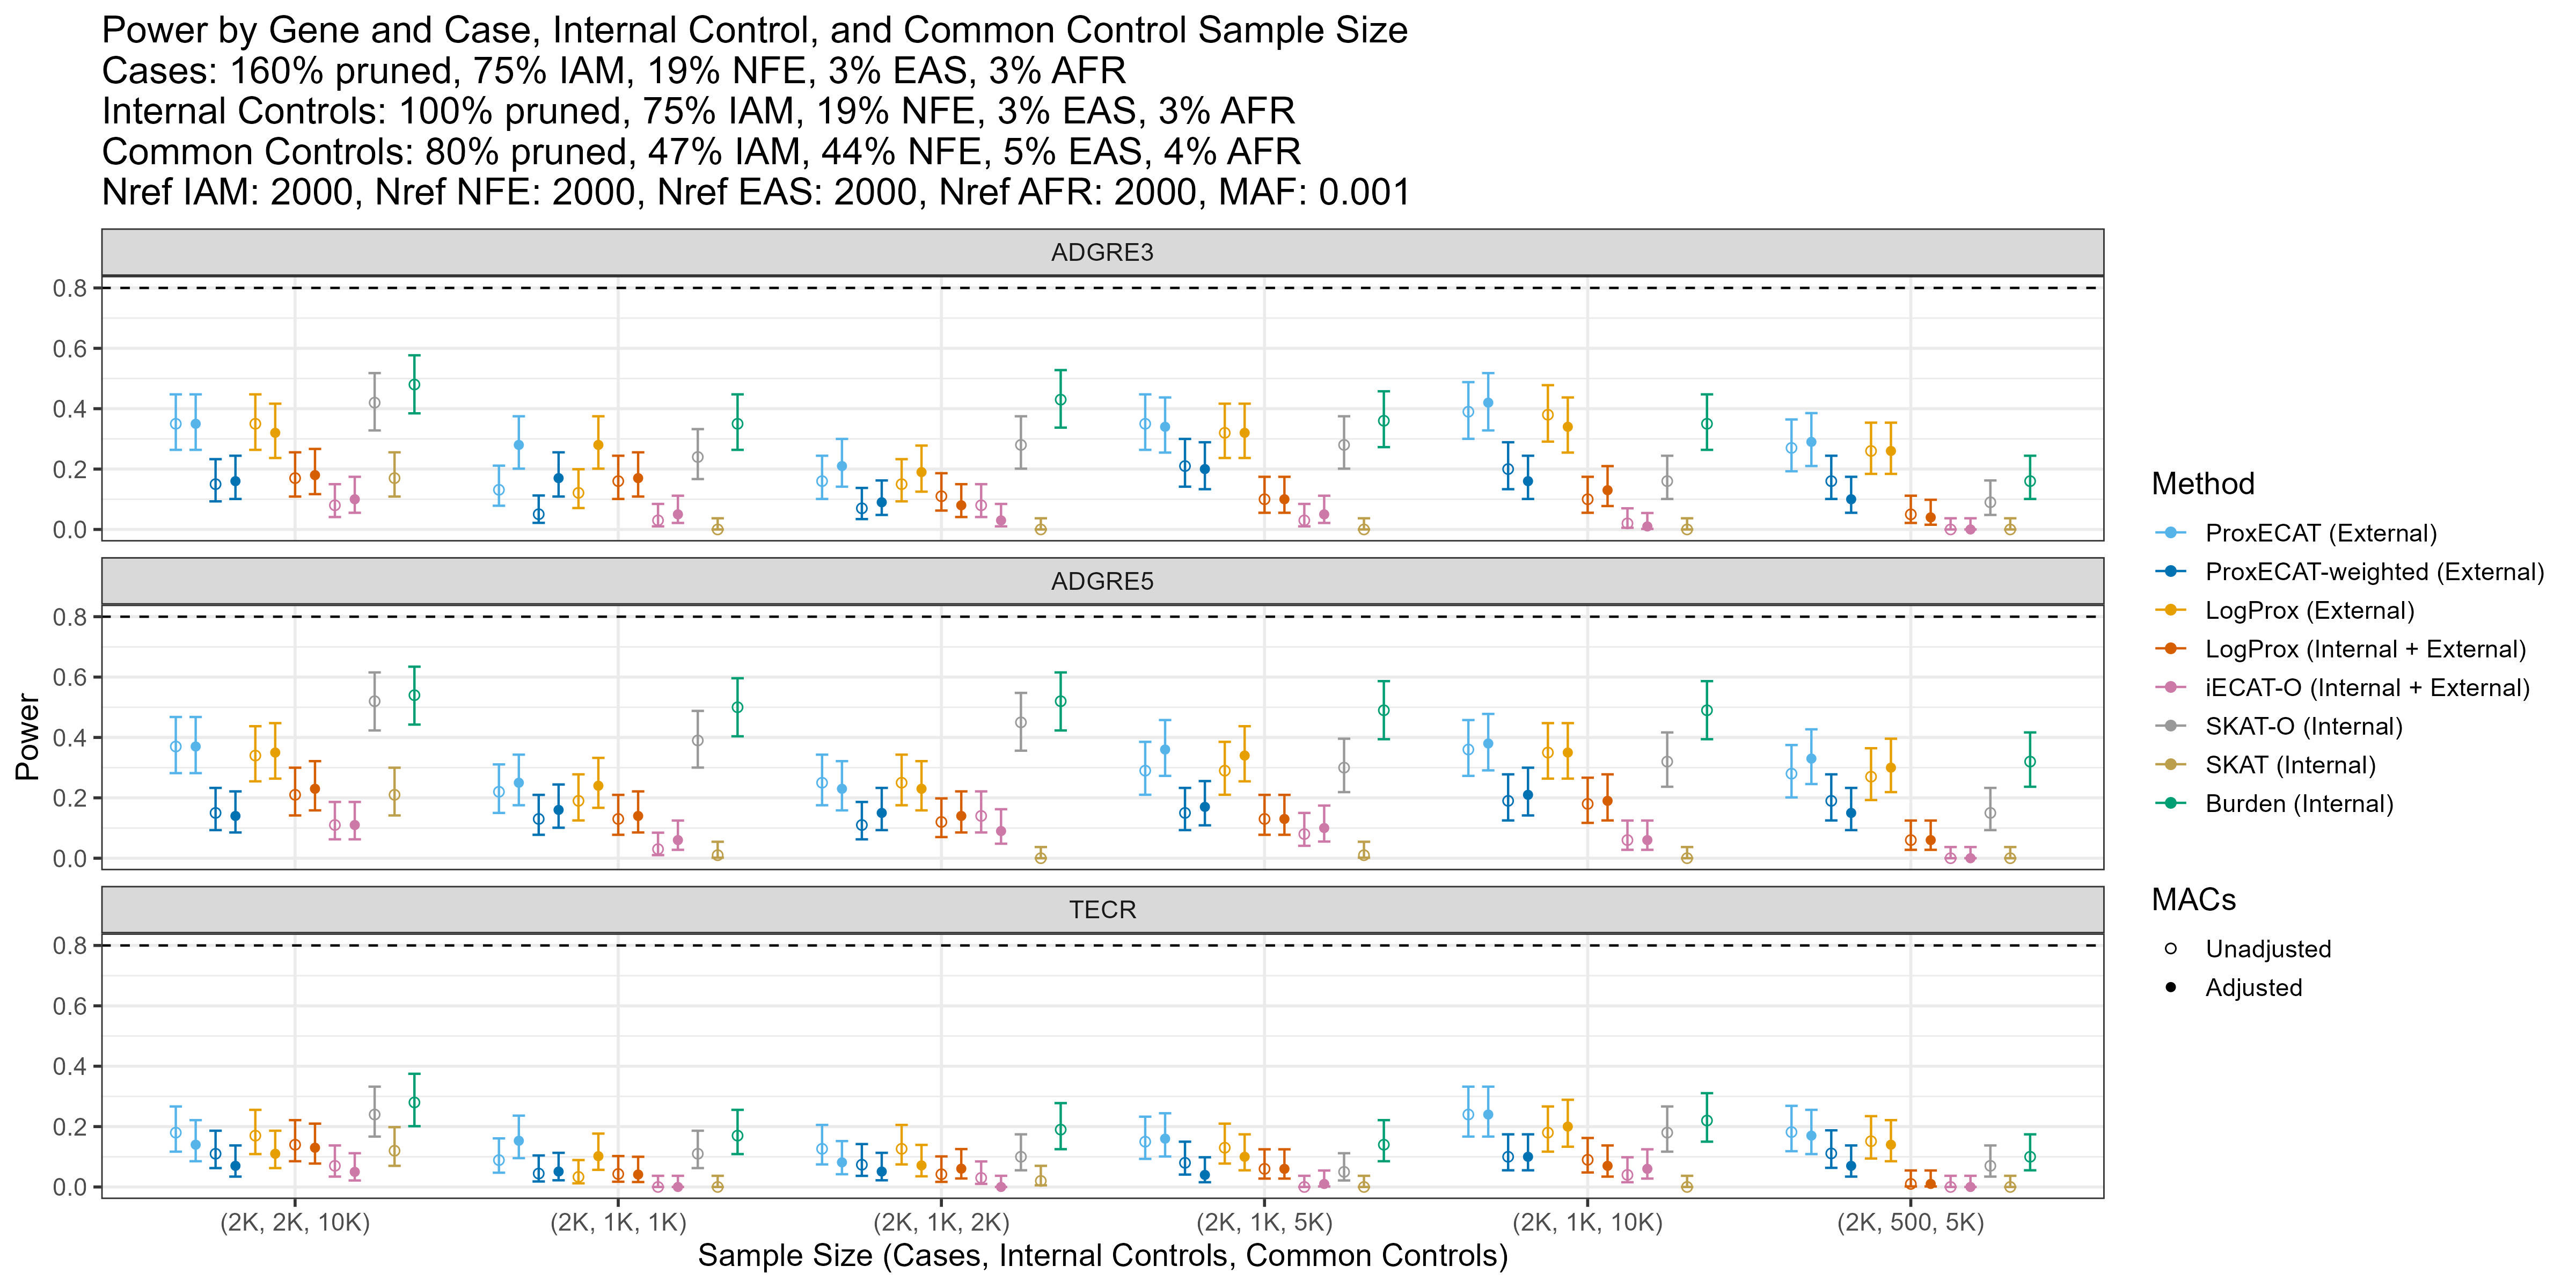 Power by Gene and Case, Internal Control, and Common Control Sample Size
Cases: 160% pruned, 75% IAM, 19% NFE, 3% EAS, 3% AFR
Internal Controls: 100% pruned, 75% IAM, 19% NFE, 3% EAS, 3% AFR
Common Controls: 80% pruned, 47% IAM, 44% NFE, 5% EAS, 4% AFR
Nref IAM: 2000, Nref NFE: 2000, Nref EAS: 2000, Nref AFR: 2000, MAF: 0.001
ADGRE3
0.8
0.6
0.4
0.2
0.0
ADGRE5
0.8
0.6
0.4
0.2
0.0
TECR
0.8
0.6
0.4
0.2
0.0
Power
(2K, 2K, 10K)
(2K, 1K, 1K)
(2K, 1K, 2K)
(2K, 1K, 5K)
(2K, 1K, 10K)
(2K, 500, 5K)
Sample Size (Cases, Internal Controls, Common Controls)
Method
ProxECAT (External)
ProxECAT-weighted (External)
LogProx (External)
LogProx (Internal + External)
iECAT-O (Internal + External)
SKAT-O (Internal)
SKAT (Internal)
Burden (Internal)
MACs
Unadjusted
Adjusted